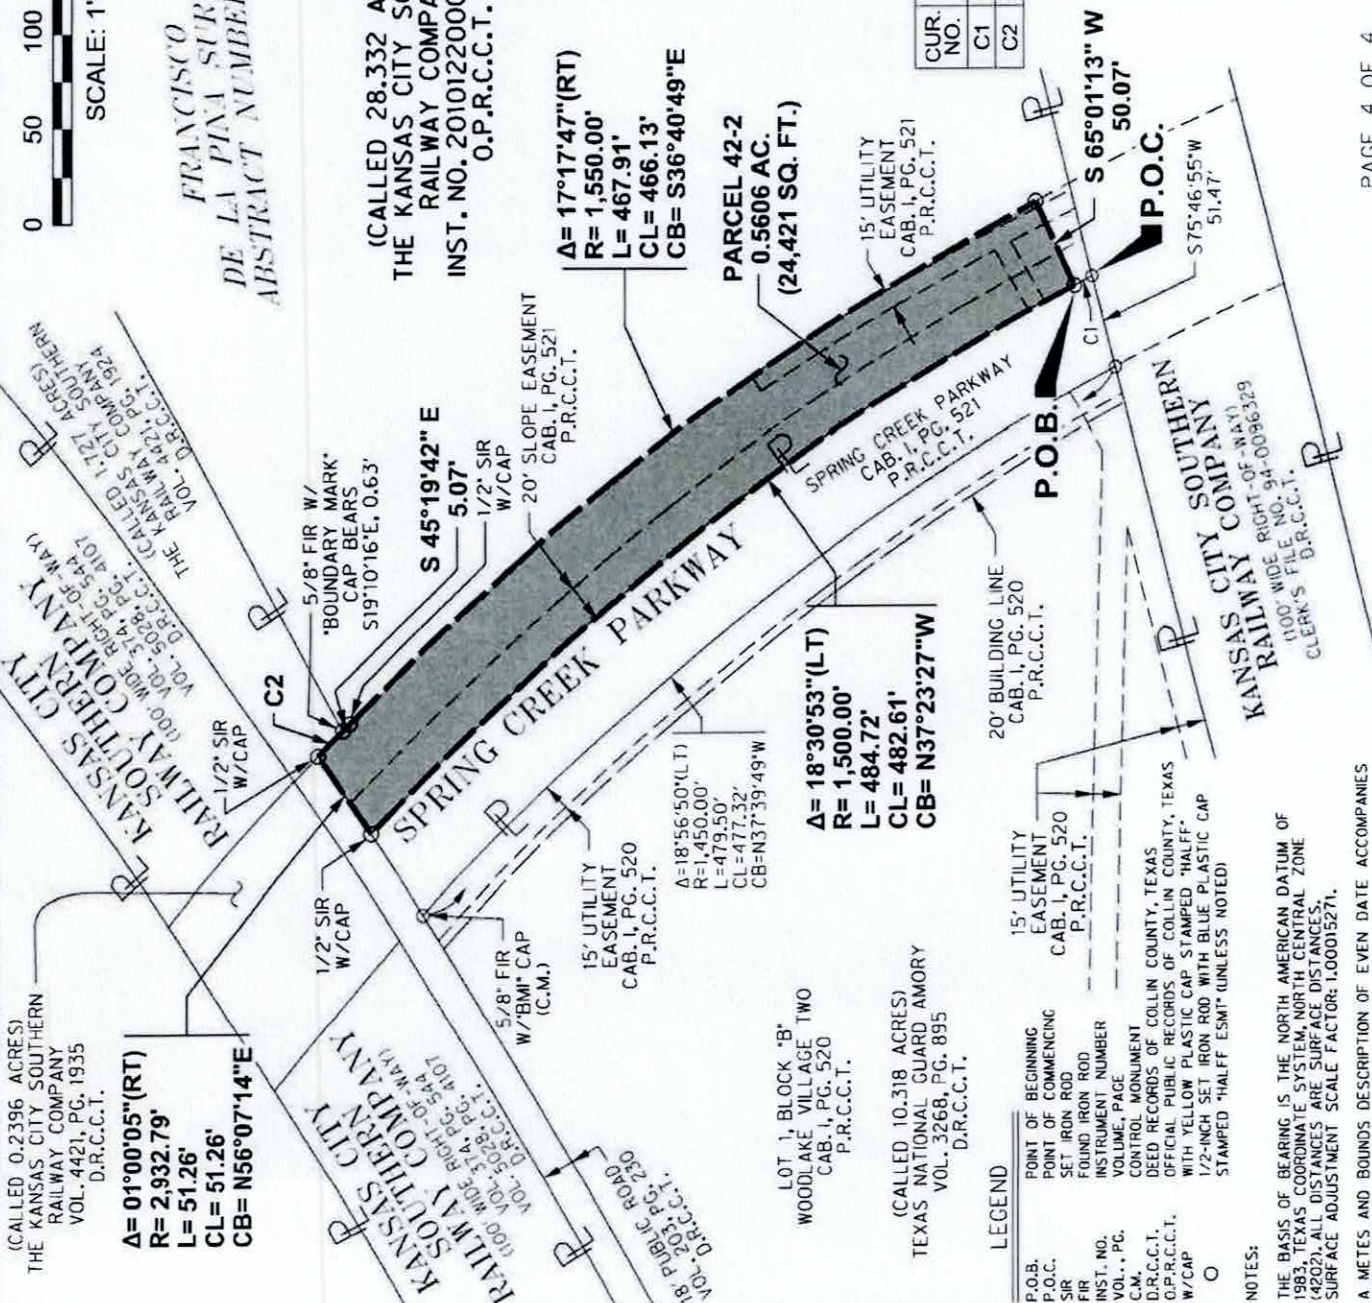 0 50 100
SCALE: 1"
FRANCISCO
DE LA PINA SUR
ABSTRACT NUMBER
(CALLED 28.332 A
THE KANSAS CITY SO
RAILWAY COMPA
INST. NO. 2010122000
O.P.R.C.C.T.
CUR.
NO.
C1
C2
(CALLED 1.727 ACRES)
THE KANSAS CITY SOUTHERN
RAILWAY COMPANY
VOL. 4421, PG. 1924
D.R.C.C.T.
Δ= 17°17'47"(RT)
R= 1,550.00'
L= 467.91'
CL= 466.13'
CB= S36°40'49"E
PARCEL 42-2
0.5606 AC.
(24,421 SQ. FT.)
15' UTILITY
EASEMENT
CAB. I, PG. 521
P.R.C.C.T.
S 65°01'13" W
50.07'
P.O.C.
S75°46'55"W
51.47'
C1
P.O.B.
5/8" FIR W/
"BOUNDARY MARK"
CAP BEARS
S19°10'16"E, 0.63'
S 45°19'42" E
5.07'
1/2" SIR
W/CAP
20' SLOPE EASEMENT
CAB. I, PG. 521
P.R.C.C.T.
C2
1/2" SIR
W/CAP
KANSAS CITY
SOUTHERN
RAILWAY COMPANY
(100' WIDE RIGHT-OF-WAY)
VOL. 374, PG. 544
VOL. 5028, PG. 4107
D.R.C.C.T.
SPRING CREEK PARKWAY
CAB. I, PG. 521
P.R.C.C.T.
SPRING CREEK PARKWAY
KANSAS CITY SOUTHERN
RAILWAY COMPANY
(100' WIDE RIGHT-OF-WAY)
CLERK'S FILE NO. 94-0096329
D.R.C.C.T.
(CALLED 0.2396 ACRES)
THE KANSAS CITY SOUTHERN
RAILWAY COMPANY
VOL. 4421, PG. 1935
D.R.C.C.T.
Δ= 01°00'05"(RT)
R= 2,932.79'
L= 51.26'
CL= 51.26'
CB= N56°07'14"E
1/2" SIR
W/CAP
5/8" FIR
W/"BMI" CAP
(C.M.)
15' UTILITY
EASEMENT
CAB. I, PG. 520
P.R.C.C.T.
Δ=18°56'50"(LT)
R=1,450.00'
L=479.50'
CL=477.32'
CB=N37°39'49"W
Δ= 18°30'53"(LT)
R= 1,500.00'
L= 484.72'
CL= 482.61'
CB= N37°23'27"W
20' BUILDING LINE
CAB. I, PG. 520
P.R.C.C.T.
15' UTILITY
EASEMENT
CAB. I, PG. 520
P.R.C.C.T.
KANSAS CITY
SOUTHERN
RAILWAY COMPANY
(100' WIDE RIGHT-OF-WAY)
VOL. 374, PG. 544
VOL. 5028, PG. 4107
D.R.C.C.T.
18' PUBLIC ROAD
VOL. 203, PG. 230
D.R.C.C.T.
LOT 1, BLOCK "B"
WOODLAKE VILLAGE TWO
CAB. I, PG. 520
P.R.C.C.T.
(CALLED 10.318 ACRES)
TEXAS NATIONAL GUARD AMORY
VOL. 3268, PG. 895
D.R.C.C.T.
LEGEND
P.O.B. POINT OF BEGINNING
P.O.C. POINT OF COMMENCING
SIR SET IRON ROD
FIR FOUND IRON ROD
INST. NO. INSTRUMENT NUMBER
VOL., PG. VOLUME, PAGE
C.M. CONTROL MONUMENT
D.R.C.C.T. DEED RECORDS OF COLLIN COUNTY, TEXAS
O.P.R.C.C.T. OFFICIAL PUBLIC RECORDS OF COLLIN COUNTY, TEXAS
W/CAP WITH YELLOW PLASTIC CAP STAMPED "HALFF"
1/2-INCH SET IRON ROD WITH BLUE PLASTIC CAP
STAMPED "HALFF ESMT" (UNLESS NOTED)
NOTES:
THE BASIS OF BEARING IS THE NORTH AMERICAN DATUM OF
1983, TEXAS COORDINATE SYSTEM, NORTH CENTRAL ZONE
(4202). ALL DISTANCES ARE SURFACE DISTANCES.
SURFACE ADJUSTMENT SCALE FACTOR: 1.00015271.
A METES AND BOUNDS DESCRIPTION OF EVEN DATE ACCOMPANIES
PAGE 4 OF 4